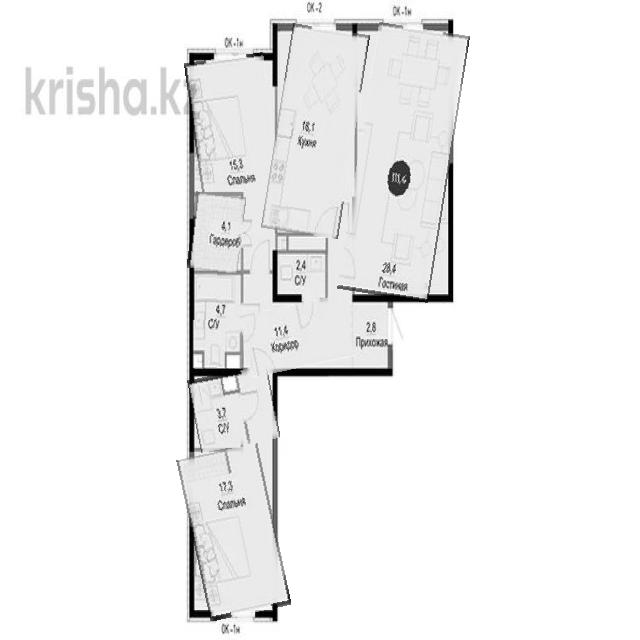 ОК-2
ОК-1н
ОК-1н
krisha.kz
16,1
Кухня
15,3
Спальня
111,4
4,1
Гардероб
2,4
С/У
28,4
Гостиная
4,7
С/У
11,4
Коридор
2,8
Прихожая
3,7
С/У
17,3
Спальня
ОК-1н